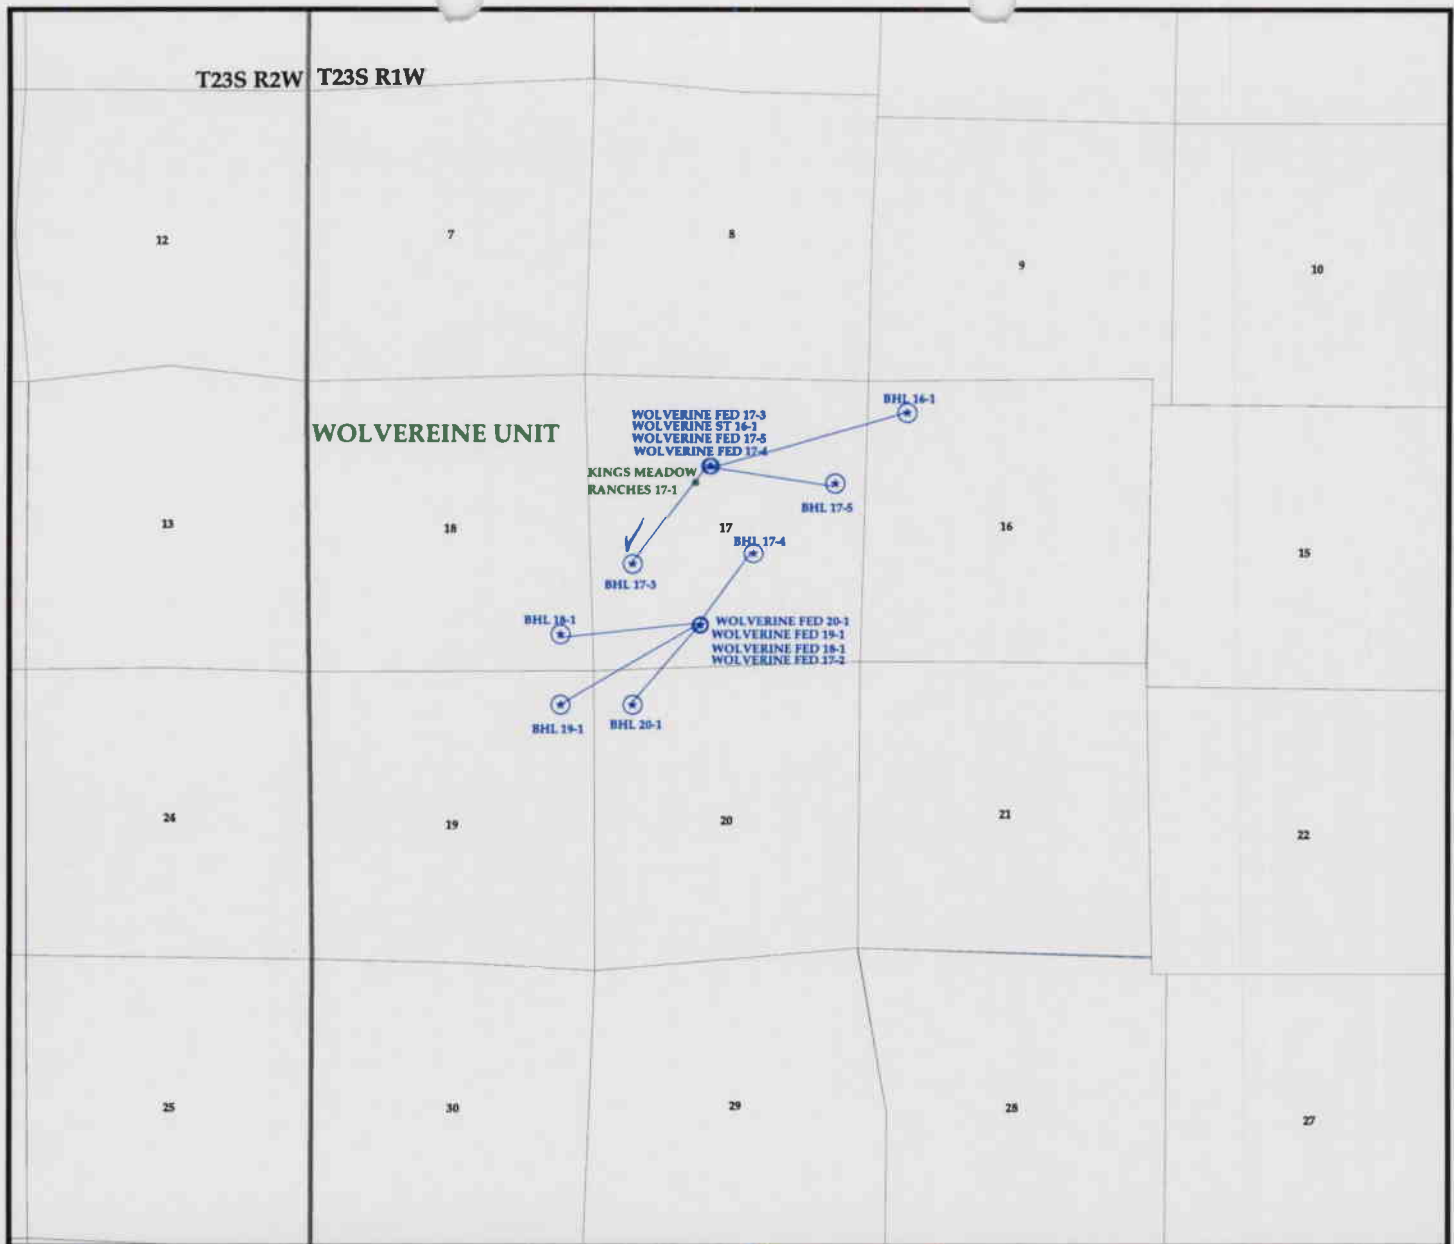 T23S R2W T23S R1W
12
7
8
9
10
WOLVEREINE UNIT
WOLVERINE FED 17-3
WOLVERINE ST 16-1
WOLVERINE FED 17-5
WOLVERINE FED 17-4
BHL 16-1
KINGS MEADOW
RANCHES 17-1
BHL 17-5
13
18
17
16
15
BHL 17-4
BHL 17-3
BHL 18-1
WOLVERINE FED 20-1
WOLVERINE FED 19-1
WOLVERINE FED 18-1
WOLVERINE FED 17-2
BHL 19-1
BHL 20-1
24
19
20
21
22
25
30
29
28
27